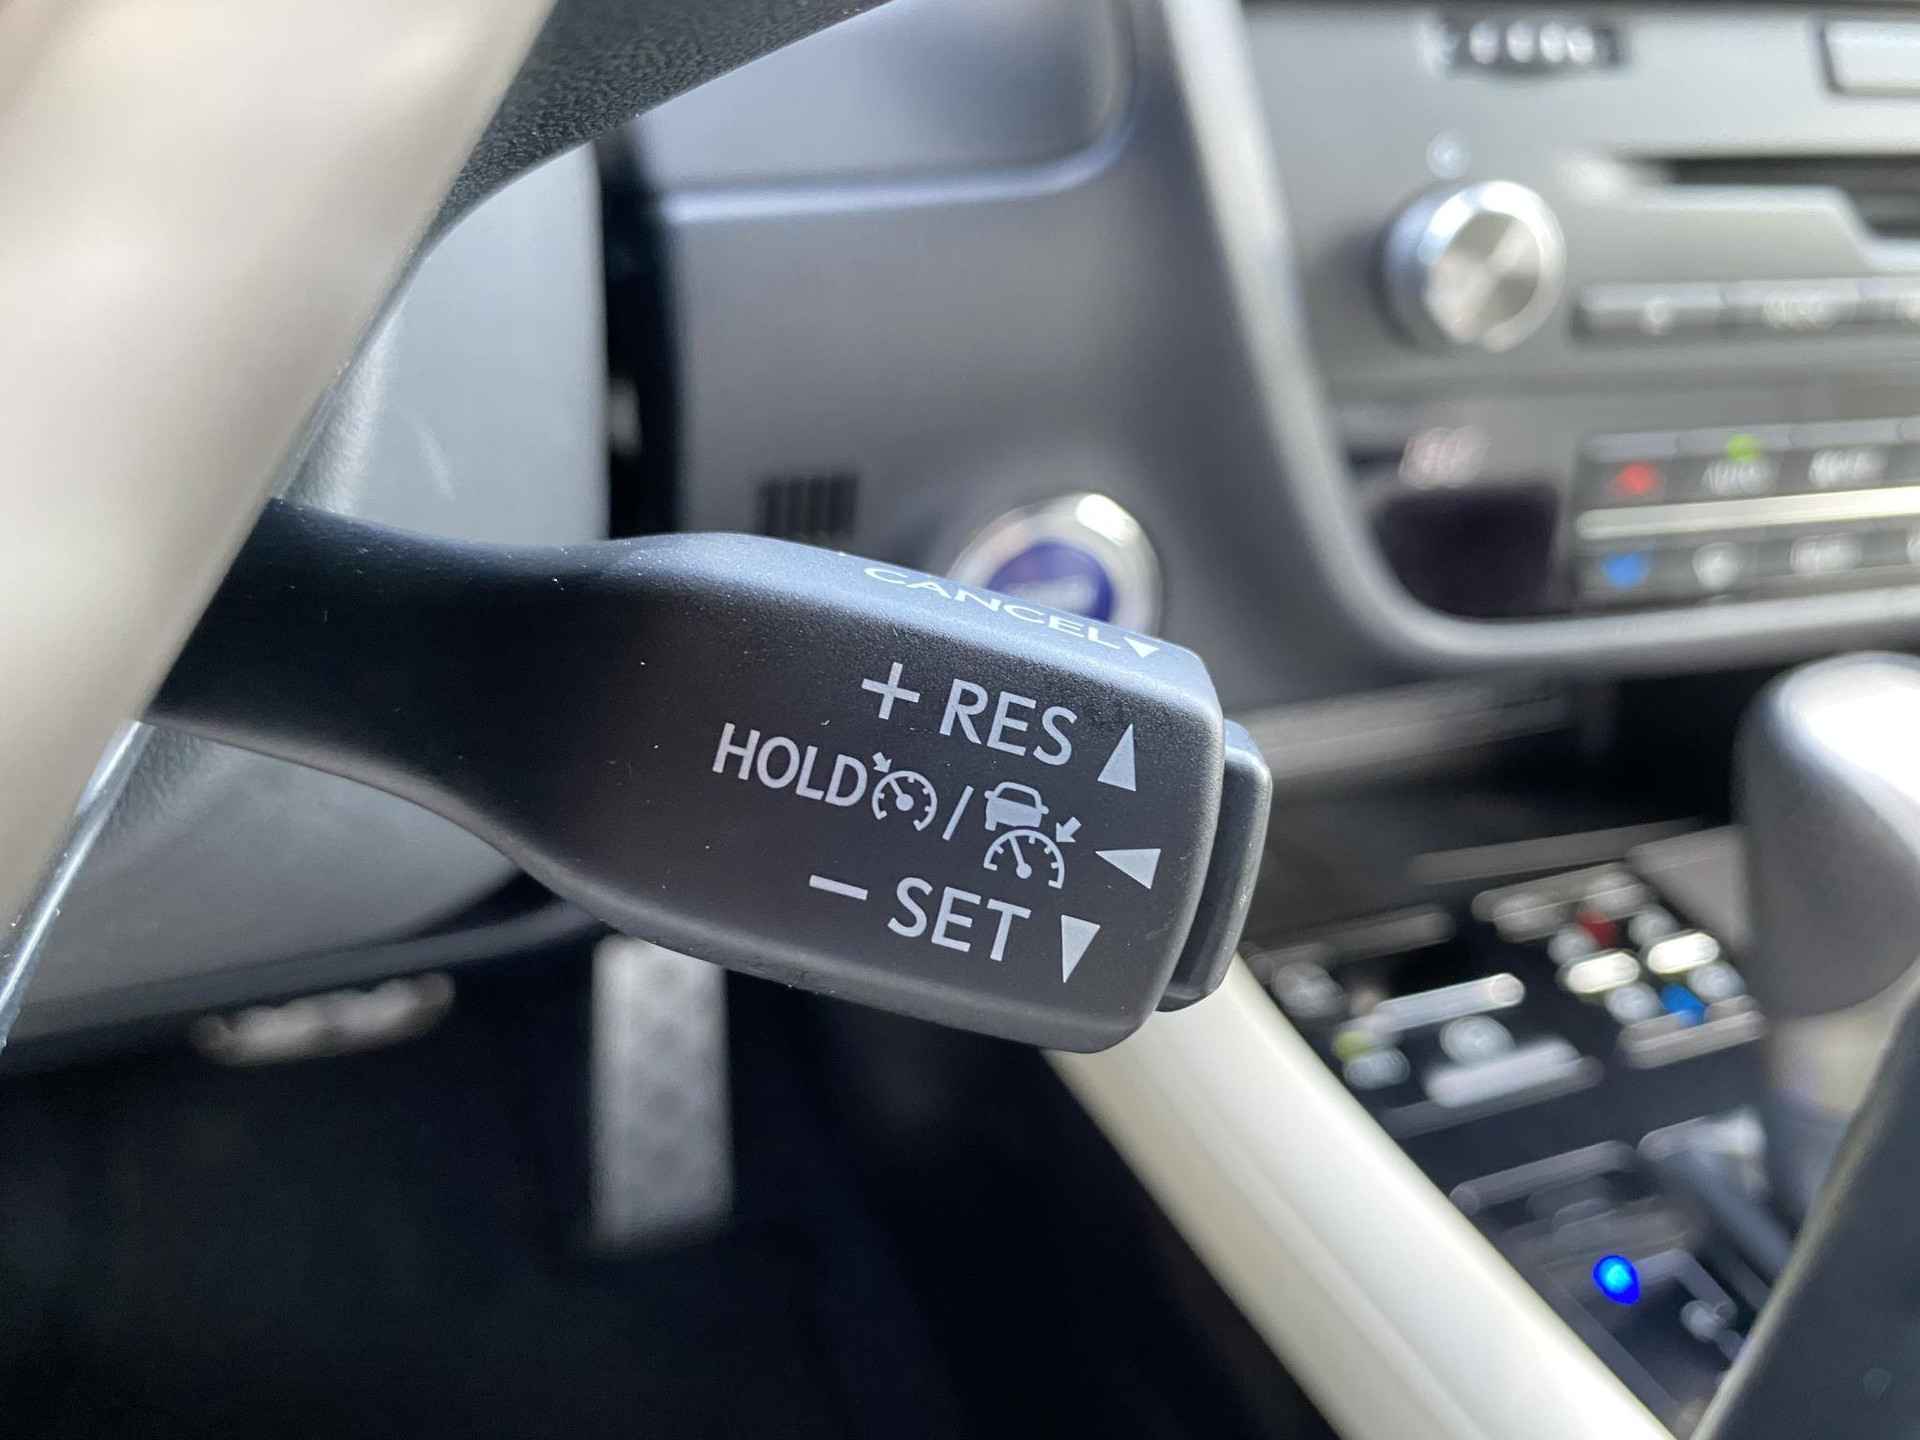 CANCEL
+ RES
HOLD /
− SET